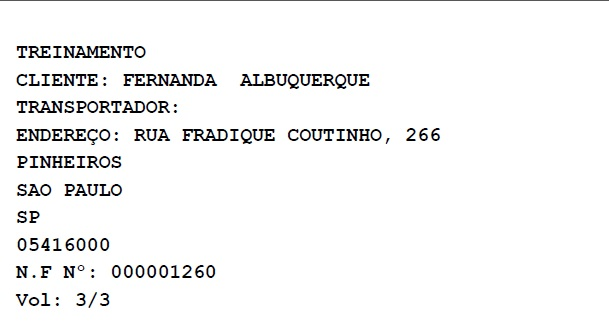 TREINAMENTO
CLIENTE: FERNANDA  ALBUQUERQUE
TRANSPORTADOR:
ENDEREÇO: RUA FRADIQUE COUTINHO, 266
PINHEIROS
SAO PAULO
SP
05416000
N.F N°: 000001260
Vol: 3/3